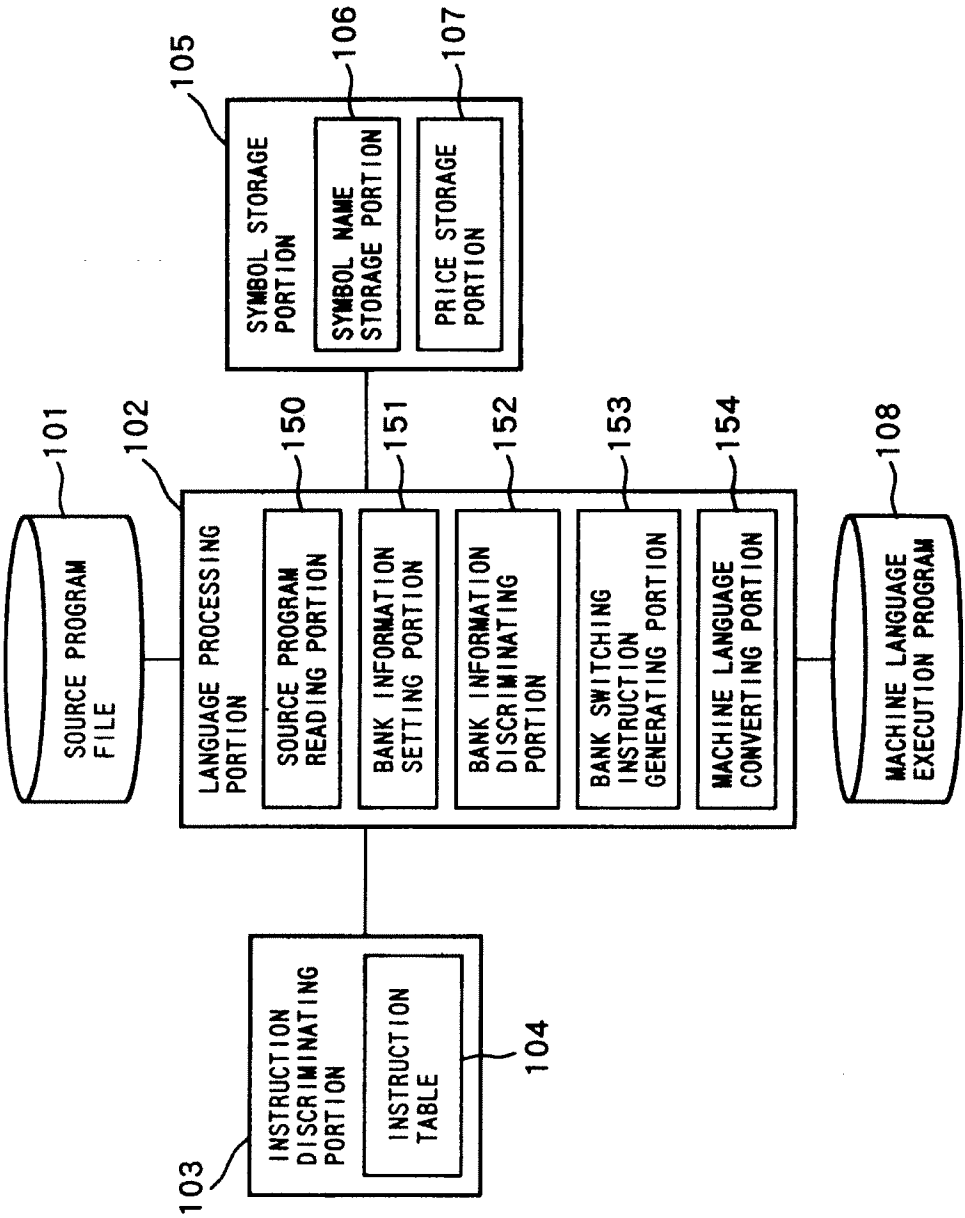 101
SOURCE PROGRAM
FILE
102
LANGUAGE PROCESSING
PORTION
SOURCE PROGRAM
READING PORTION
150
BANK INFORMATION
SETTING PORTION
151
BANK INFORMATION
DISCRIMINATING
PORTION
152
BANK SWITCHING
INSTRUCTION
GENERATING PORTION
153
MACHINE LANGUAGE
CONVERTING PORTION
154
103
INSTRUCTION
DISCRIMINATING
PORTION
INSTRUCTION
TABLE
104
105
SYMBOL STORAGE
PORTION
SYMBOL NAME
STORAGE PORTION
106
PRICE STORAGE
PORTION
107
108
MACHINE LANGUAGE
EXECUTION PROGRAM